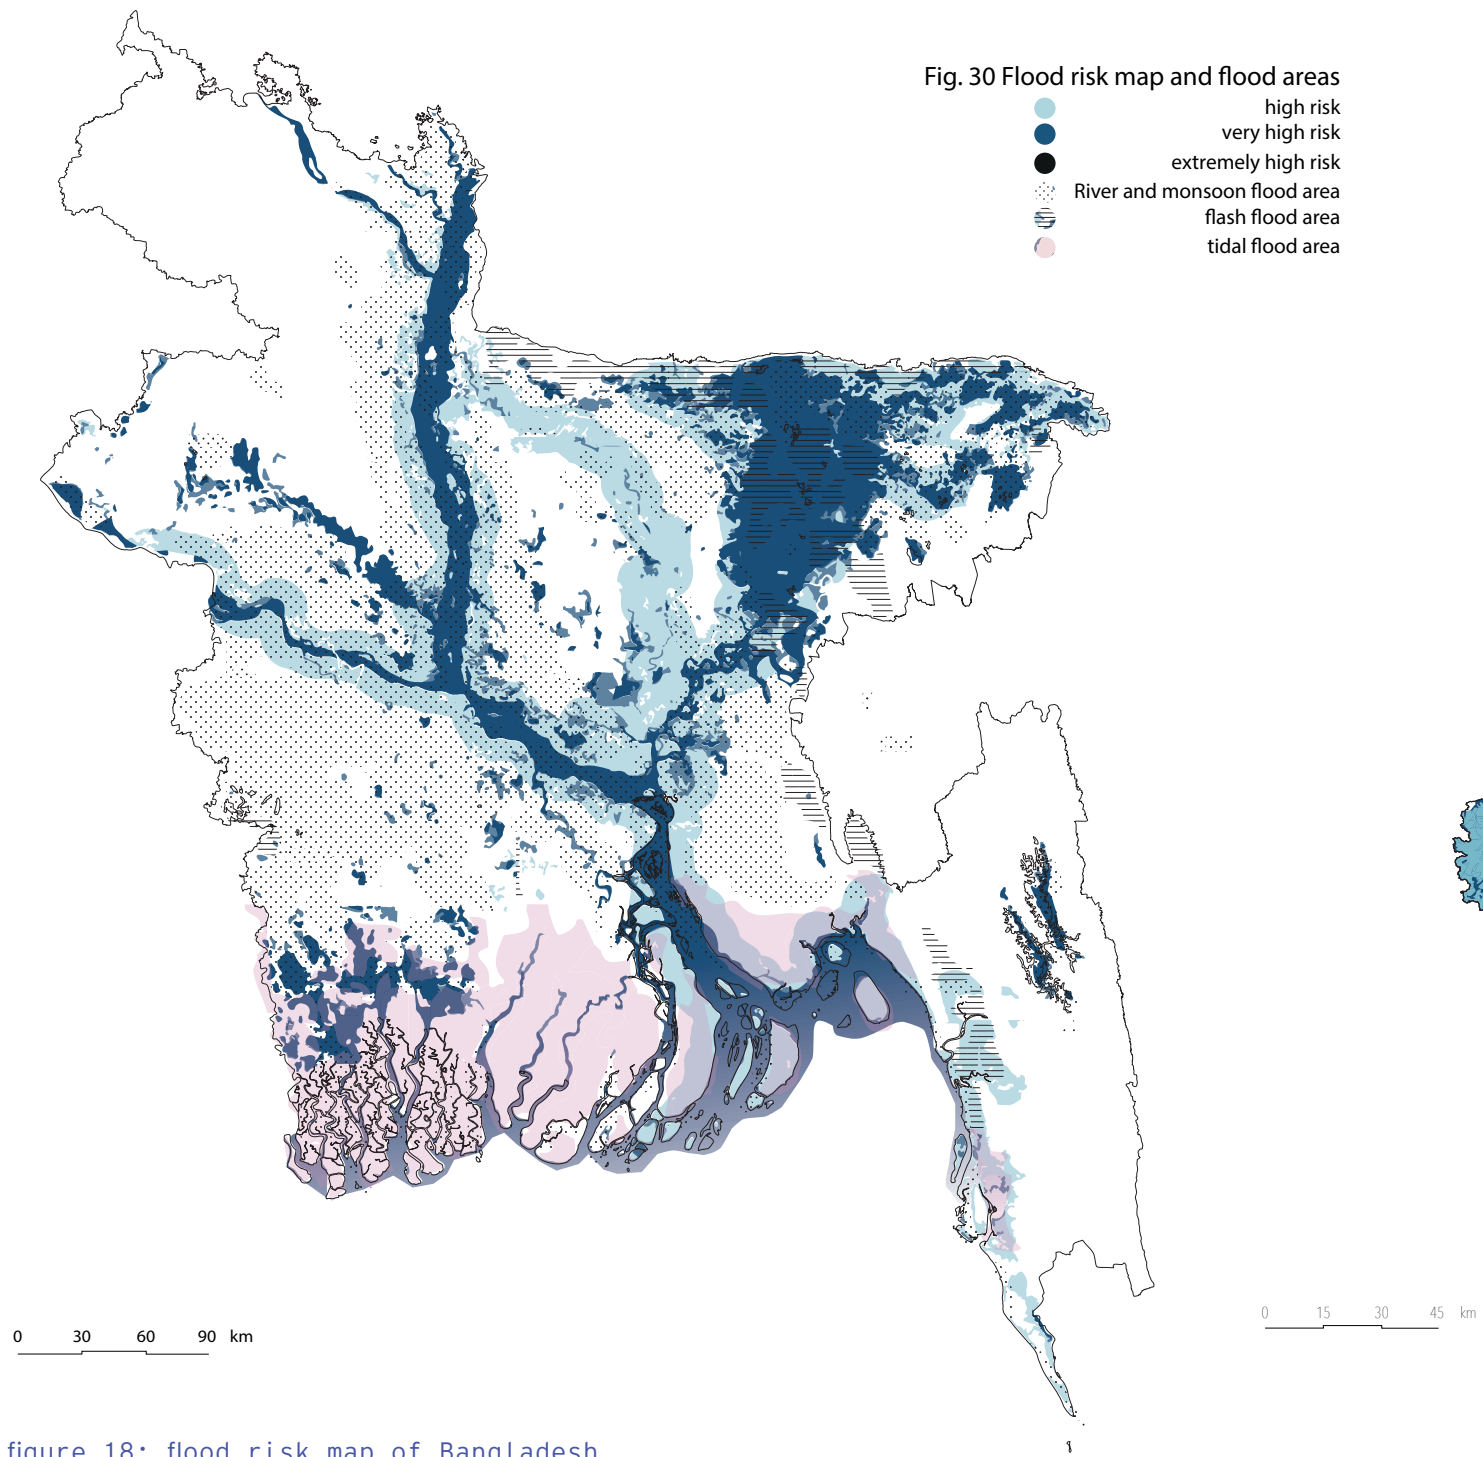 Fig. 30 Flood risk map and flood areas
high risk
very high risk
extremely high risk
River and monsoon flood area
flash flood area
tidal flood area
0 15 30 45 km
0 30 60 90 km
figure 18: flood risk map of Bangladesh